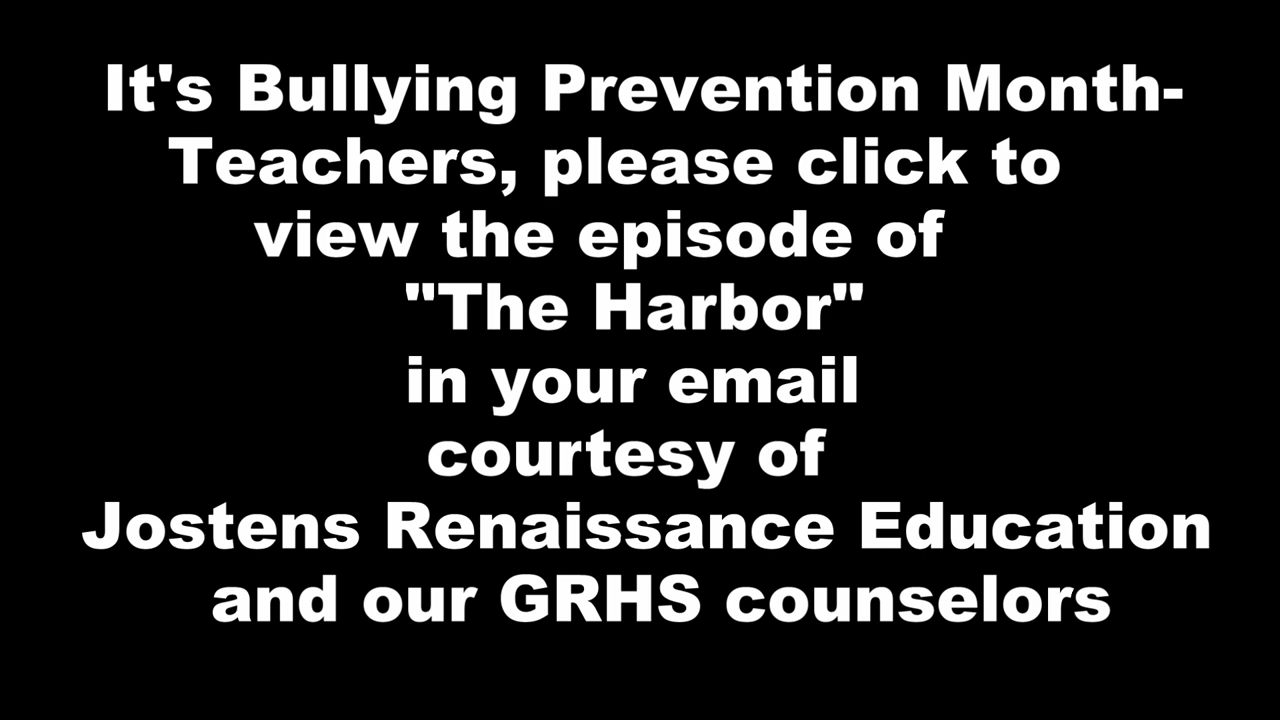 It's Bullying Prevention Month-
Teachers, please click to
view the episode of
"The Harbor"
in your email
courtesy of
Jostens Renaissance Education
and our GRHS counselors